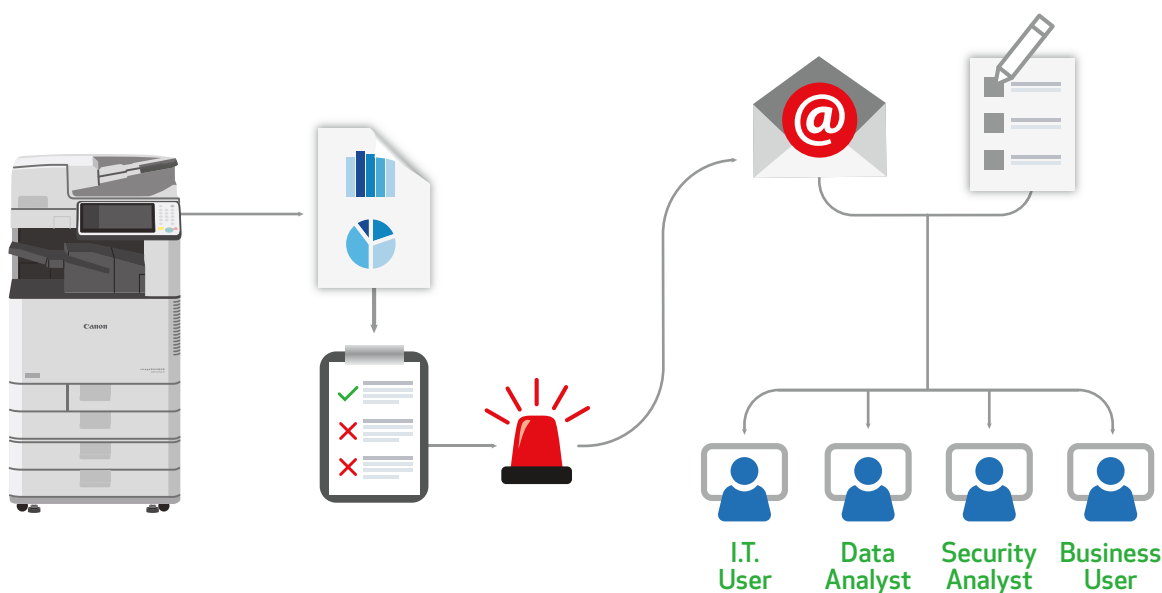 @
Canon
I.T.
User
Data
Analyst
Security
Analyst
Business
User